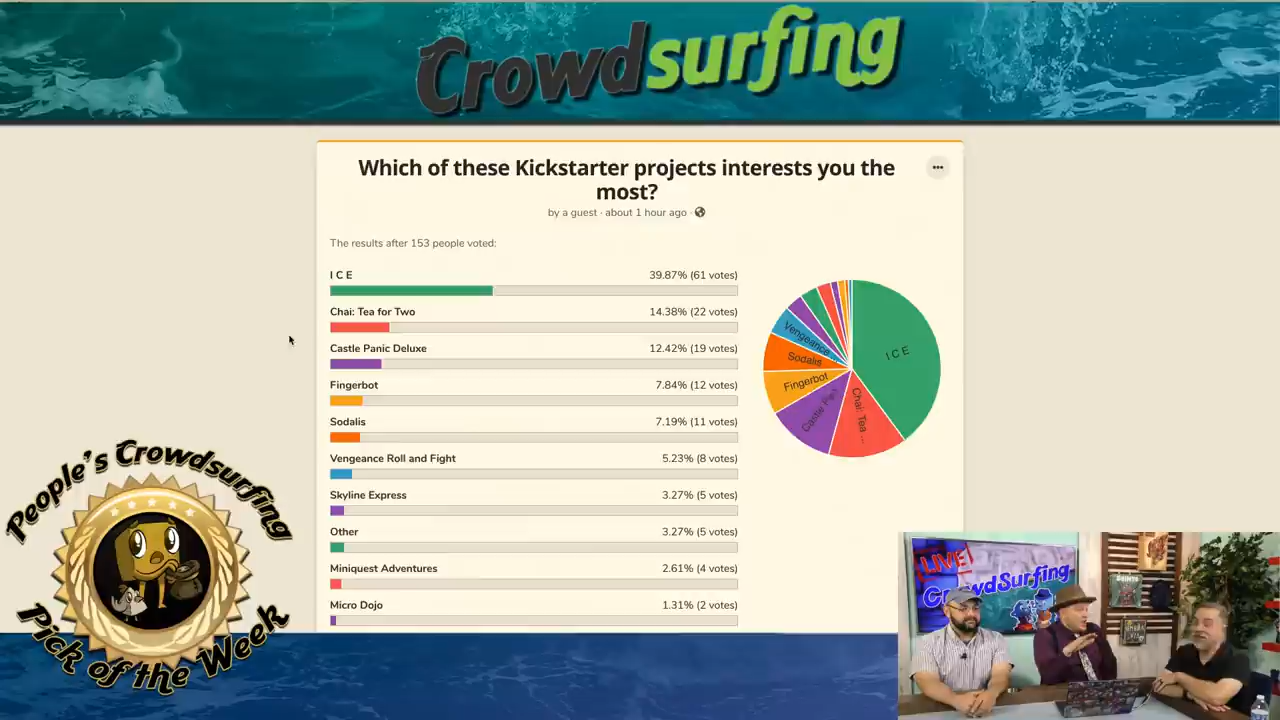 Crowdsurfing
Which of these Kickstarter projects interests you the
most?
by a guest · about 1 hour ago ·
The results after 153 people voted:
I C E 39.87% (61 votes)
Chai: Tea for Two 14.38% (22 votes)
Castle Panic Deluxe 12.42% (19 votes)
Fingerbot 7.84% (12 votes)
Sodalis 7.19% (11 votes)
Vengeance Roll and Fight 5.23% (8 votes)
Skyline Express 3.27% (5 votes)
Other 3.27% (5 votes)
Miniquest Adventures 2.61% (4 votes)
Micro Dojo 1.31% (2 votes)
I C E
Vengeance ...
Sodalis
Fingerbot
Castle Pan
Chai: Tea ...
People's Crowdsurfing
Pick of the Week
LIVE
CrowdSurfing